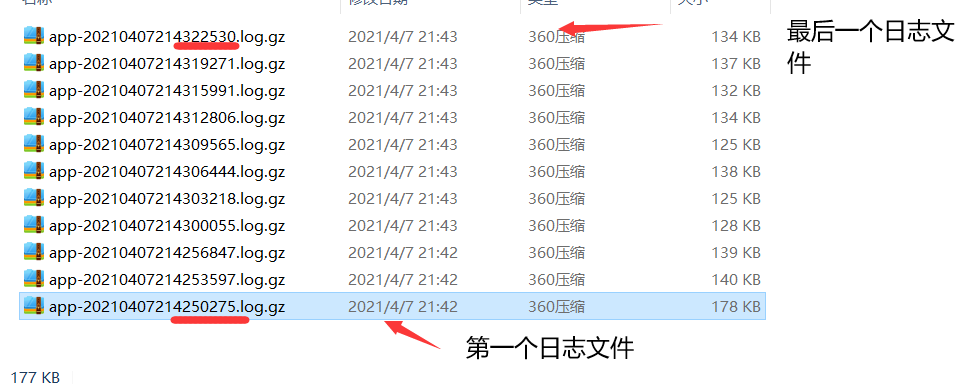 名称 修改日期 类型 大小
app-20210407214322530.log.gz 2021/4/7 21:43 360压缩 134 KB
最后一个日志文
件
app-20210407214319271.log.gz 2021/4/7 21:43 360压缩 137 KB
app-20210407214315991.log.gz 2021/4/7 21:43 360压缩 132 KB
app-20210407214312806.log.gz 2021/4/7 21:43 360压缩 134 KB
app-20210407214309565.log.gz 2021/4/7 21:43 360压缩 125 KB
app-20210407214306444.log.gz 2021/4/7 21:43 360压缩 138 KB
app-20210407214303218.log.gz 2021/4/7 21:43 360压缩 125 KB
app-20210407214300055.log.gz 2021/4/7 21:43 360压缩 128 KB
app-20210407214256847.log.gz 2021/4/7 21:42 360压缩 139 KB
app-20210407214253597.log.gz 2021/4/7 21:42 360压缩 140 KB
app-20210407214250275.log.gz 2021/4/7 21:42 360压缩 178 KB
第一个日志文件
177 KB